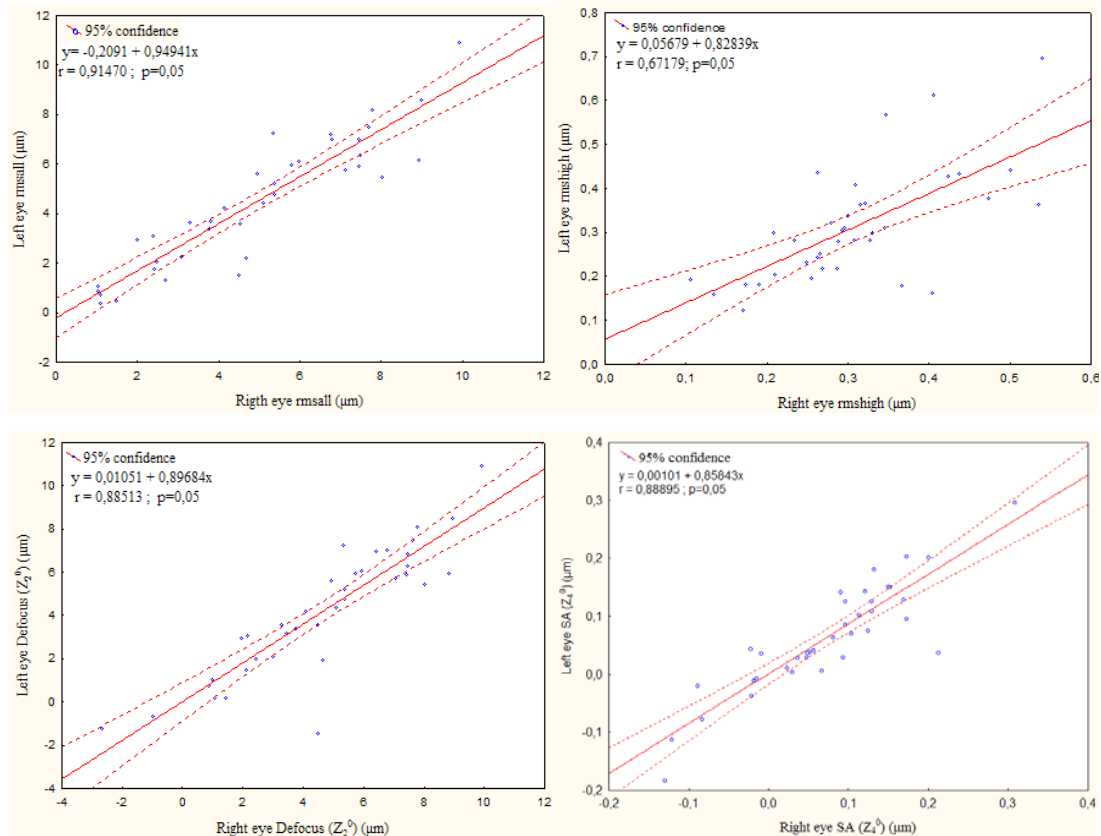 95% confidence
y= -0,2091 + 0,94941x
r = 0,91470 ; p=0,05
12
10
8
6
4
2
0
-2
Left eye rmsall (μm)
0 2 4 6 8 10 12
Rigth eye rmsall (μm)
95% confidence
y = 0,05679 + 0,82839x
r = 0,67179; p=0,05
0,8
0,7
0,6
0,5
0,4
0,3
0,2
0,1
0,0
Left eye rmshigh (μm)
0,0 0,1 0,2 0,3 0,4 0,5 0,6
Right eye rmshigh (μm)
95% confidence
y = 0,01051 + 0,89684x
r = 0,88513 ; p=0,05
12
10
8
6
4
2
0
-2
-4
Left eye Defocus (Z₂⁰) (μm)
-4 -2 0 2 4 6 8 10 12
Right eye Defocus (Z₂⁰) (μm)
95% confidence
y = 0,00101 + 0,85843x
r = 0,88895 ; p=0,05
0,4
0,3
0,2
0,1
0,0
-0,1
-0,2
Left eye SA (Z₄⁰) (μm)
-0,2 -0,1 0,0 0,1 0,2 0,3 0,4
Right eye SA (Z₄⁰) (μm)